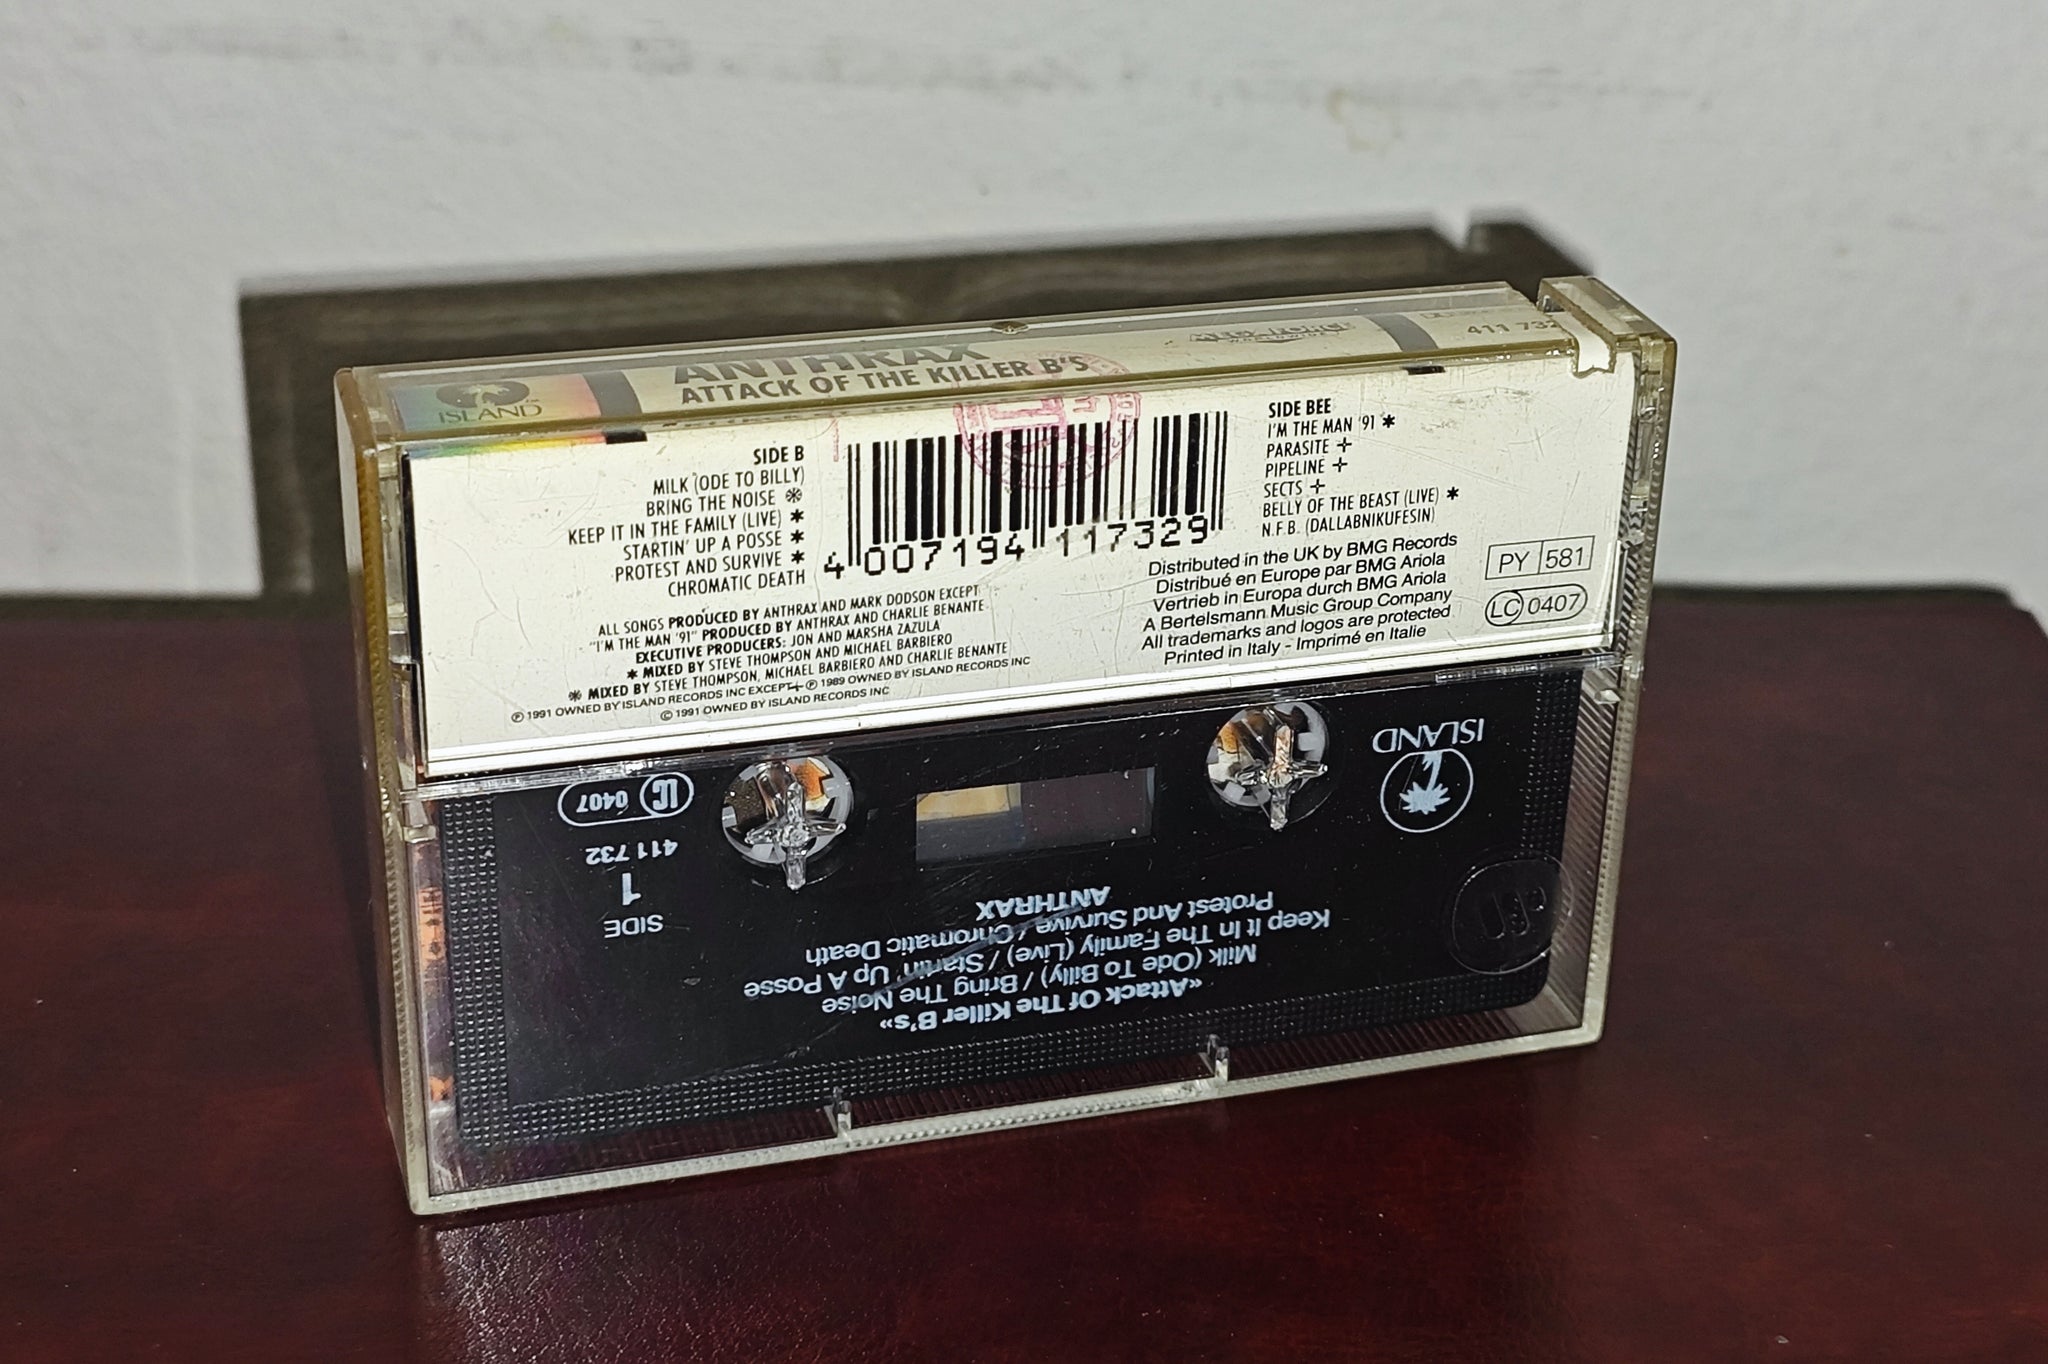 ISLAND
ANTHRAX
ATTACK OF THE KILLER B'S
WORLDWIDE
411 732
SIDE B
MILK (ODE TO BILLY)
BRING THE NOISE ❋
KEEP IT IN THE FAMILY (LIVE) ✱
STARTIN' UP A POSSE ✱
PROTEST AND SURVIVE ✱
CHROMATIC DEATH
4 007194 117329
SIDE BEE
I'M THE MAN '91 ✱
PARASITE ✢
PIPELINE ✢
SECTS ✢
BELLY OF THE BEAST (LIVE) ✱
N.F.B. (DALLABNIKUFESIN)
ALL SONGS PRODUCED BY ANTHRAX AND MARK DODSON EXCEPT
"I'M THE MAN '91" PRODUCED BY ANTHRAX AND CHARLIE BENANTE
EXECUTIVE PRODUCERS: JON AND MARSHA ZAZULA
✱ MIXED BY STEVE THOMPSON AND MICHAEL BARBIERO
❋ MIXED BY STEVE THOMPSON, MICHAEL BARBIERO AND CHARLIE BENANTE
℗ 1991 OWNED BY ISLAND RECORDS INC EXCEPT ✢ ℗ 1989 OWNED BY ISLAND RECORDS INC
© 1991 OWNED BY ISLAND RECORDS INC
Distributed in the UK by BMG Records
Distribué en Europe par BMG Ariola
Vertrieb in Europa durch BMG Ariola
A Bertelsmann Music Group Company
All trademarks and logos are protected
Printed in Italy - Imprimé en Italie
PY 581
LC 0407
«Attack Of The Killer B's»
Milk (Ode To Billy) / Bring The Noise
Keep It In The Family (Live) / Startin' Up A Posse
Protest And Survive / Chromatic Death
ANTHRAX
SIDE
1
411 732
LC 0407
ISLAND